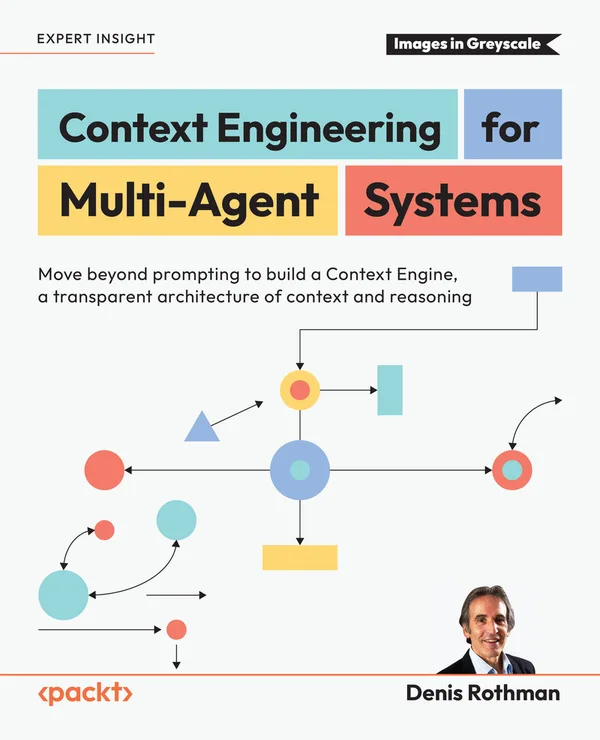 EXPERT INSIGHT
Images in Greyscale
Context Engineering for
Multi-Agent Systems
Move beyond prompting to build a Context Engine,
a transparent architecture of context and reasoning
<packt>
Denis Rothman